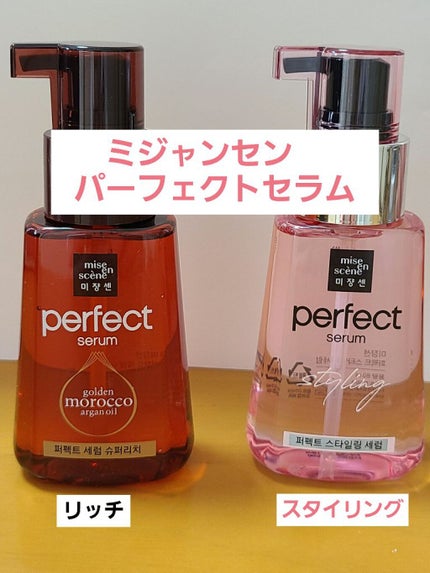 ミジャンセン
パーフェクトセラム
mise
en
scène
미쟝센
perfect
serum
golden
morocco
argan oil
퍼펙트 세럼 슈퍼리치
リッチ
mise
en
scène
미쟝센
perfect
serum
styling
퍼펙트 스타일링 세럼
スタイリング